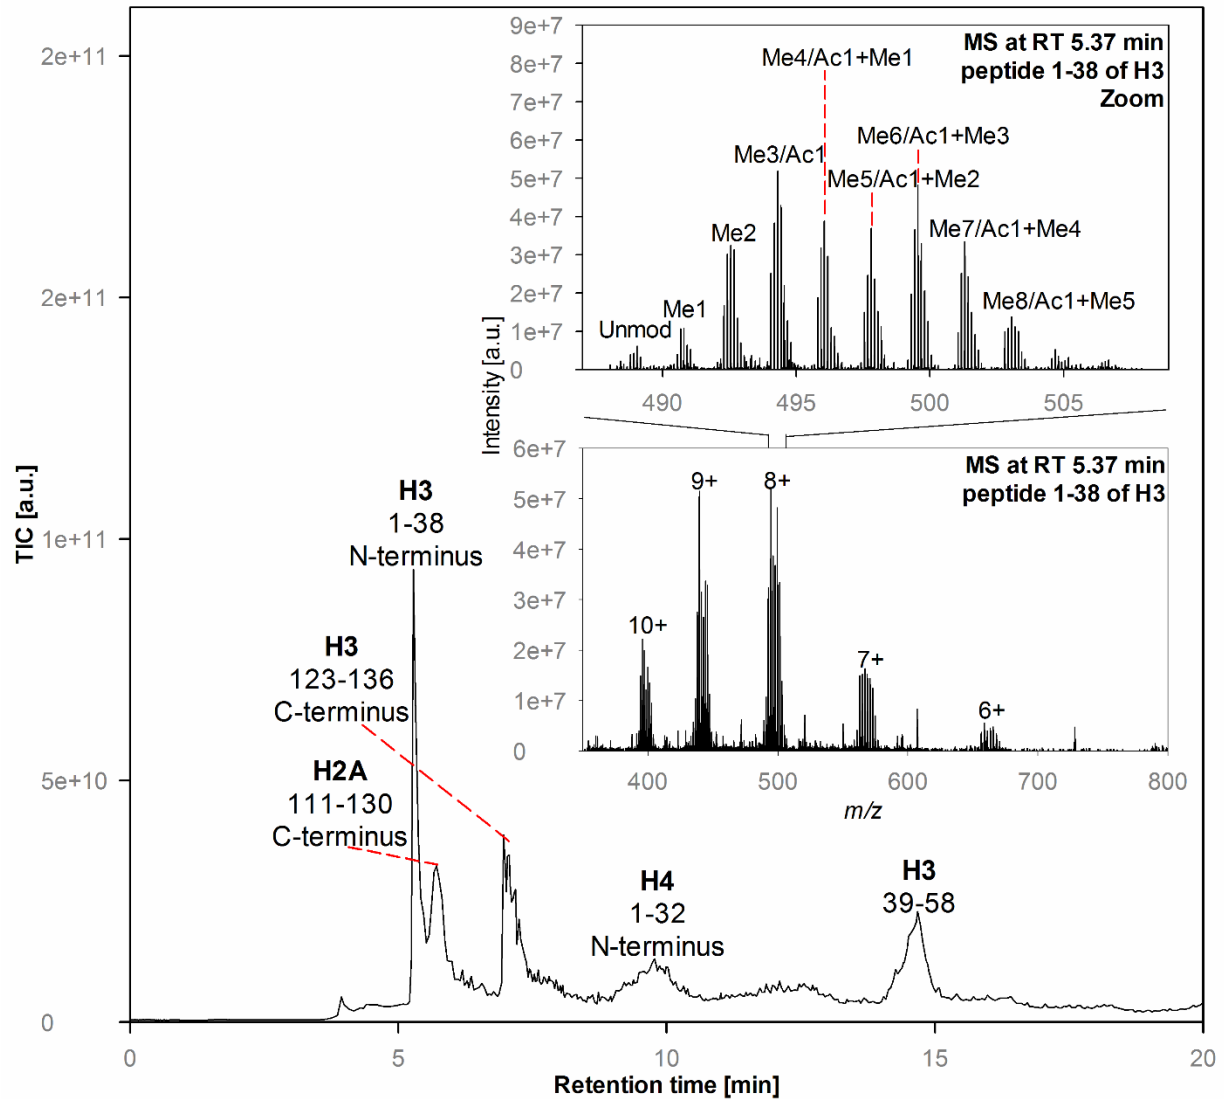 9e+7
8e+7
7e+7
6e+7
5e+7
4e+7
3e+7
2e+7
1e+7
0
Intensity [a.u.]
MS at RT 5.37 min
peptide 1-38 of H3
Zoom
Unmod
Me1
Me2
Me3/Ac1
Me4/Ac1+Me1
Me5/Ac1+Me2
Me6/Ac1+Me3
Me7/Ac1+Me4
Me8/Ac1+Me5
490
495
500
505
6e+7
5e+7
4e+7
3e+7
2e+7
1e+7
0
MS at RT 5.37 min
peptide 1-38 of H3
10+
9+
8+
7+
6+
400
500
600
700
800
m/z
TIC [a.u.]
2e+11
2e+11
1e+11
5e+10
0
H3
1-38
N-terminus
H3
123-136
C-terminus
H2A
111-130
C-terminus
H4
1-32
N-terminus
H3
39-58
0
5
10
15
20
Retention time [min]